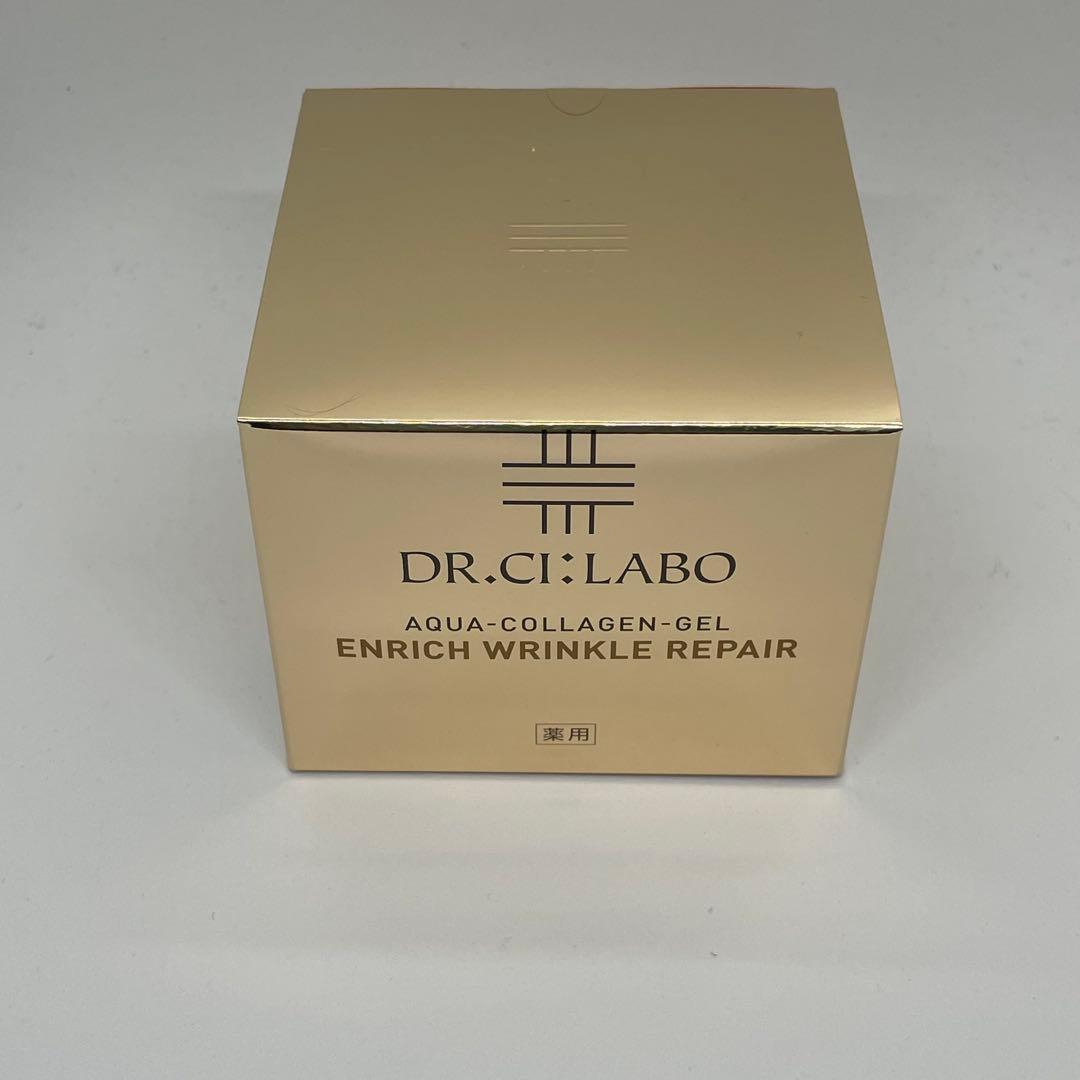 DR.CI:LABO
AQUA-COLLAGEN-GEL
ENRICH WRINKLE REPAIR
薬用